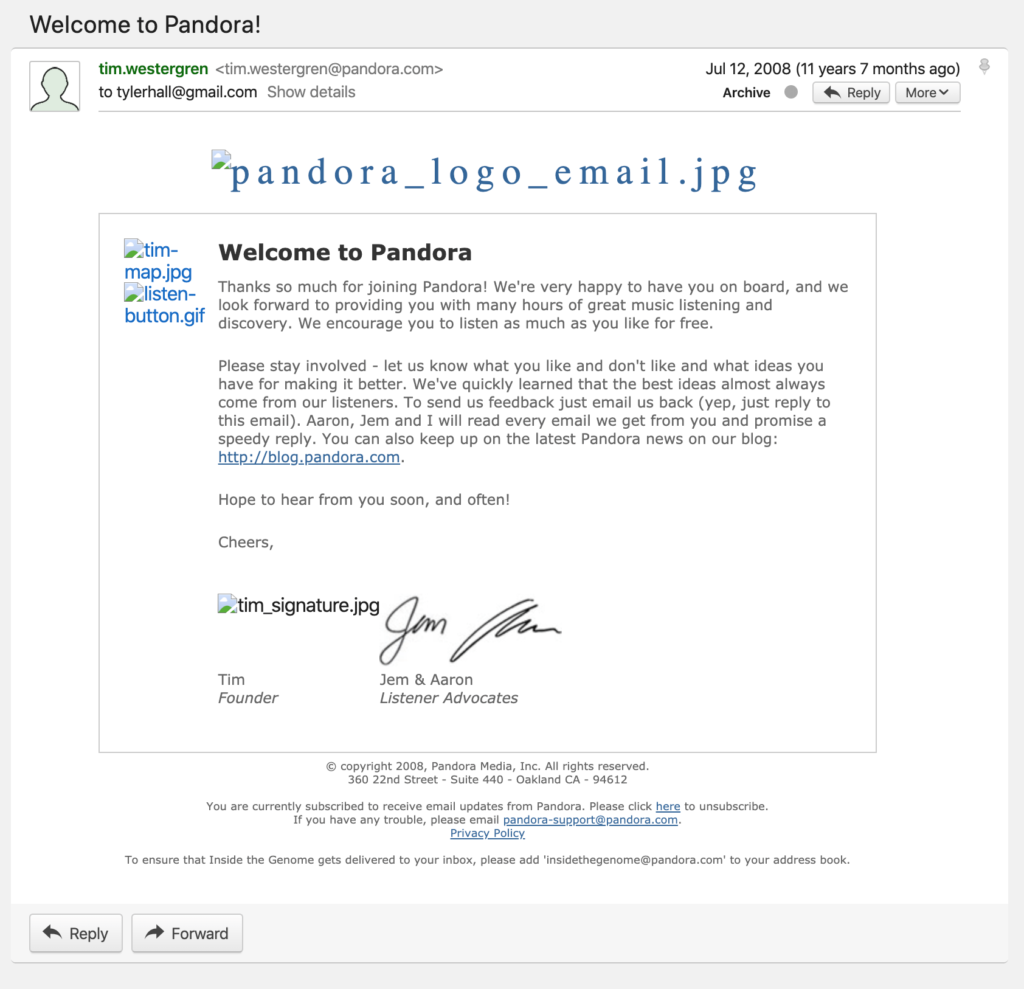 Welcome to Pandora!
tim.westergren <tim.westergren@pandora.com>
Jul 12, 2008 (11 years 7 months ago)
to tylerhall@gmail.com Show details
Archive Reply More
pandora_logo_email.jpg
tim-
map.jpg
listen-
button.gif
Welcome to Pandora
Thanks so much for joining Pandora! We're very happy to have you on board, and we
look forward to providing you with many hours of great music listening and
discovery. We encourage you to listen as much as you like for free.
Please stay involved - let us know what you like and don't like and what ideas you
have for making it better. We've quickly learned that the best ideas almost always
come from our listeners. To send us feedback just email us back (yep, just reply to
this email). Aaron, Jem and I will read every email we get from you and promise a
speedy reply. You can also keep up on the latest Pandora news on our blog:
http://blog.pandora.com.
Hope to hear from you soon, and often!
Cheers,
tim_signature.jpg Jem
Tim Jem & Aaron
Founder Listener Advocates
© copyright 2008, Pandora Media, Inc. All rights reserved.
360 22nd Street - Suite 440 - Oakland CA - 94612
You are currently subscribed to receive email updates from Pandora. Please click here to unsubscribe.
If you have any trouble, please email pandora-support@pandora.com.
Privacy Policy
To ensure that Inside the Genome gets delivered to your inbox, please add 'insidethegenome@pandora.com' to your address book.
Reply Forward